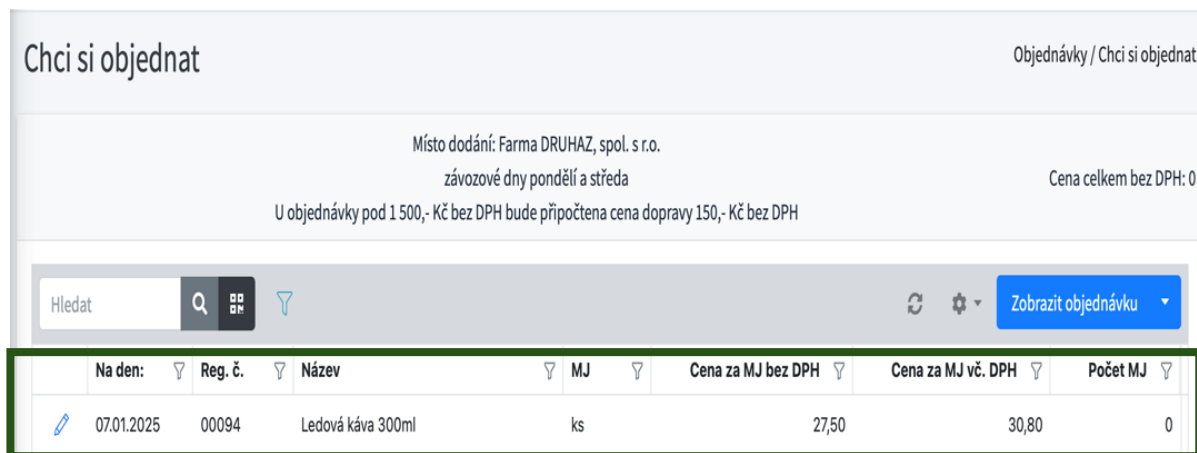 Chci si objednat
Objednávky / Chci si objednat
Místo dodání: Farma DRUHAZ, spol. s r.o.
závozové dny pondělí a středa
Cena celkem bez DPH: 0
U objednávky pod 1 500,- Kč bez DPH bude připočtena cena dopravy 150,- Kč bez DPH
Hledat
Zobrazit objednávku
Na den: Reg. č. Název MJ Cena za MJ bez DPH Cena za MJ vč. DPH Počet MJ
07.01.2025 00094 Ledová káva 300ml ks 27,50 30,80 0